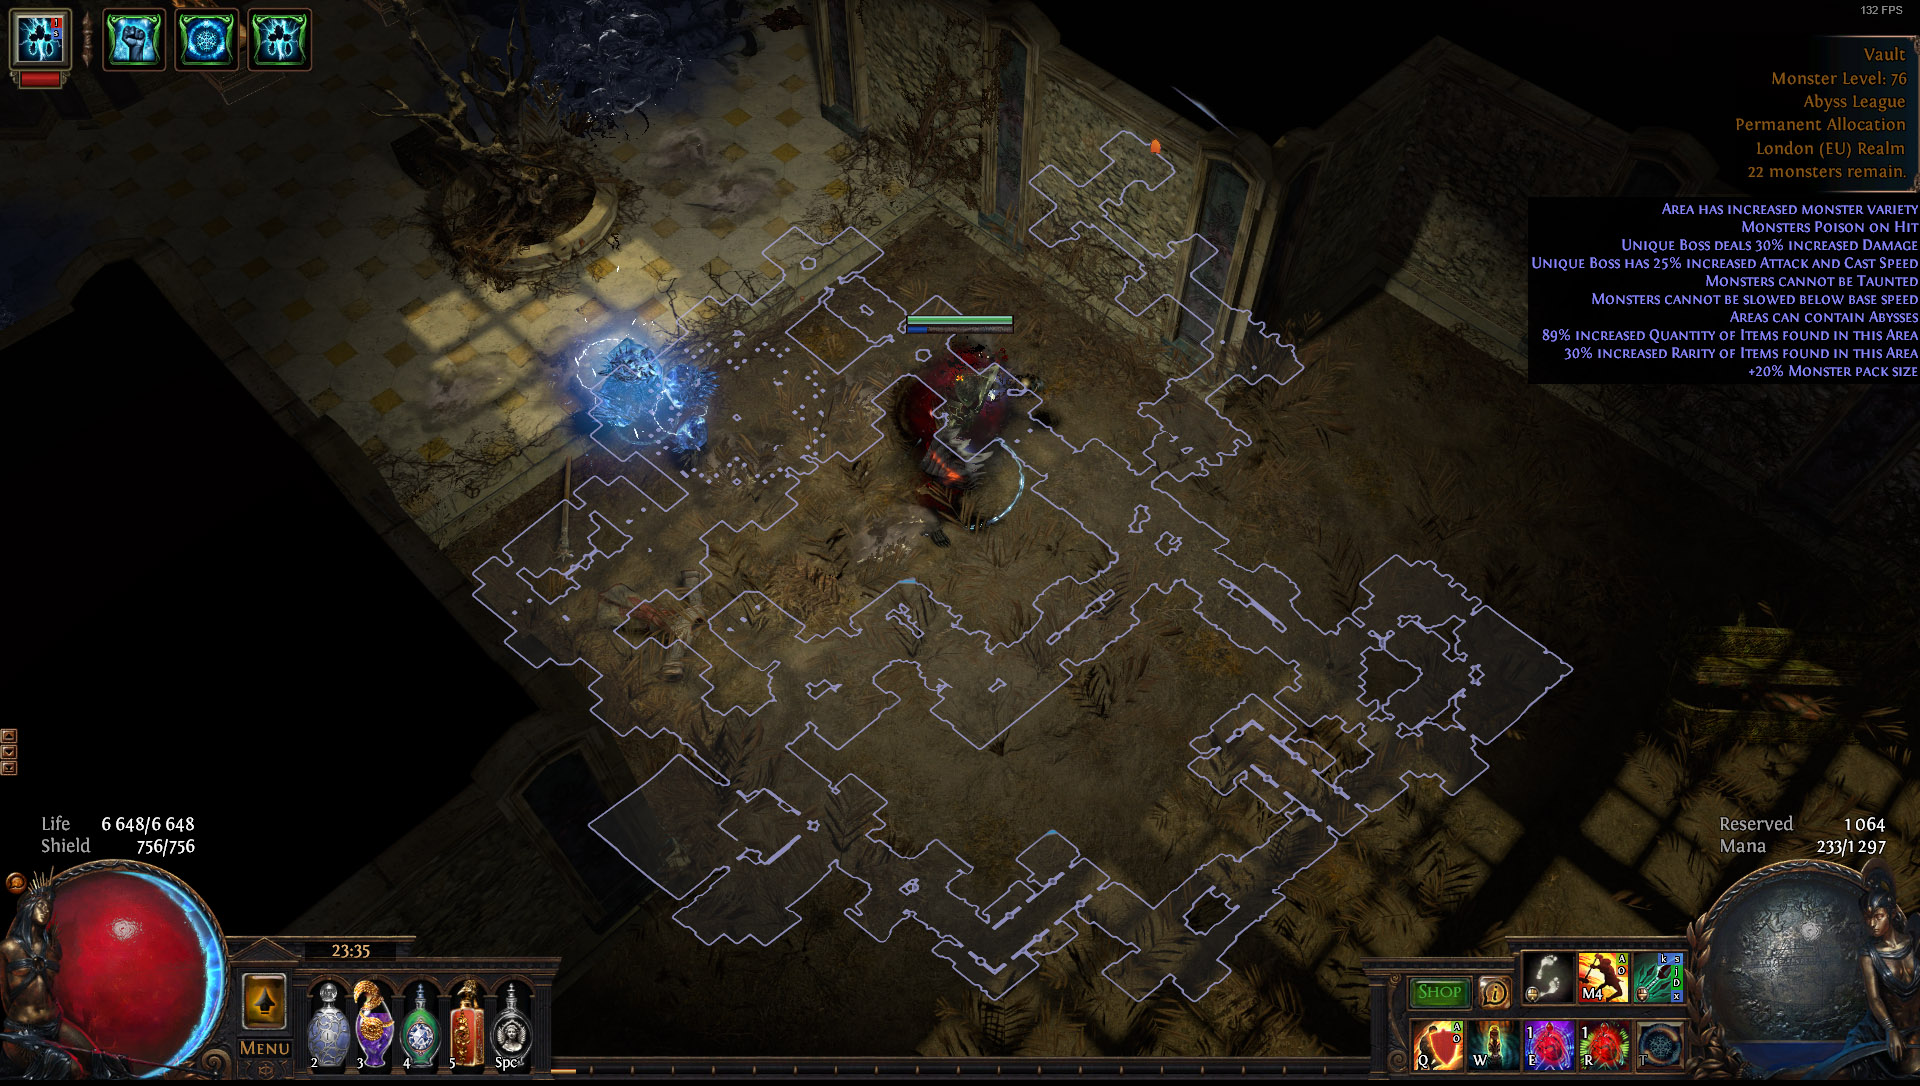 132 FPS
1
3
Vault
Monster Level: 76
Abyss League
Permanent Allocation
London (EU) Realm
22 monsters remain.
Area has increased monster variety
Monsters Poison on Hit
Unique Boss deals 30% increased Damage
Unique Boss has 25% increased Attack and Cast Speed
Monsters cannot be Taunted
Monsters cannot be slowed below base speed
Areas can contain Abysses
89% increased Quantity of Items found in this Area
30% increased Rarity of Items found in this Area
+20% Monster pack size
Life 6 648/6 648
Shield 756/756
Reserved 1 064
Mana 233/1 297
23:35
Menu
2 3 4 5 Spc
Shop
M4 A O
k s j D x
Q A O
W
1 E
1 R
T